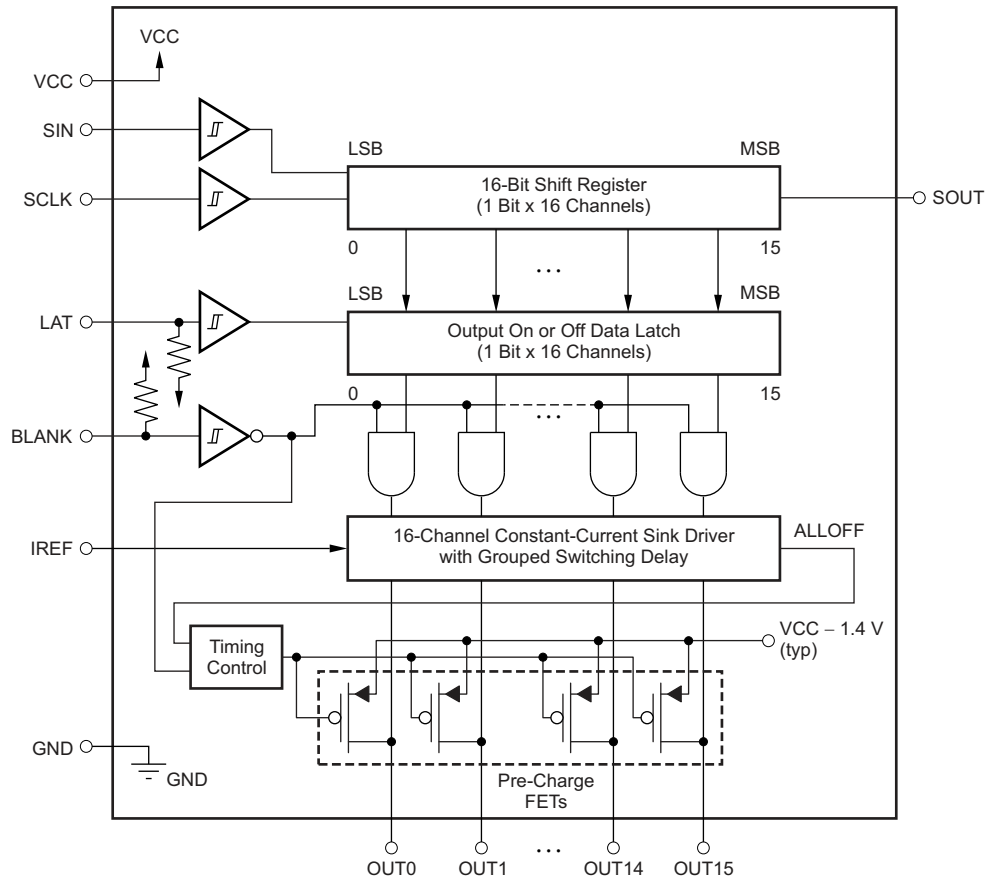 VCC
VCC
SIN
LSB
MSB
16-Bit Shift Register
(1 Bit x 16 Channels)
SCLK
SOUT
0
15
...
LSB
MSB
LAT
Output On or Off Data Latch
(1 Bit x 16 Channels)
0
15
...
BLANK
16-Channel Constant-Current Sink Driver
with Grouped Switching Delay
ALLOFF
IREF
VCC – 1.4 V
(typ)
Timing
Control
GND
GND
Pre-Charge
FETs
...
OUT0
OUT1
OUT14
OUT15